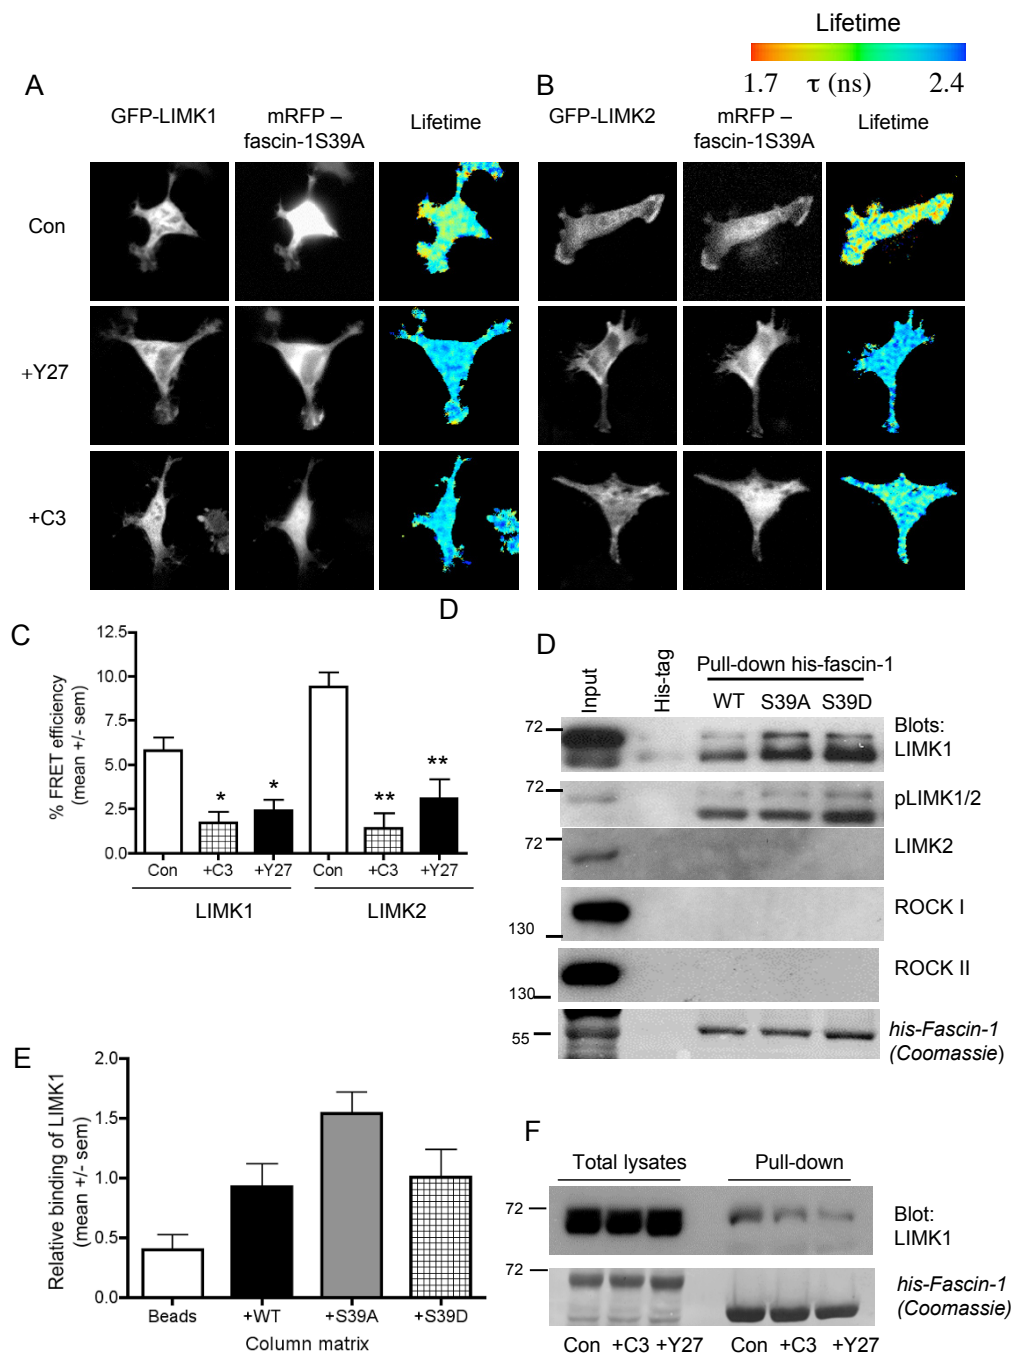 Lifetime
1.7 τ (ns) 2.4
A
GFP-LIMK1
mRFP –
fascin-1S39A
Lifetime
B
GFP-LIMK2
mRFP –
fascin-1S39A
Lifetime
Con
+Y27
+C3
D
C
% FRET efficiency
(mean +/- sem)
12.5
10.0
7.5
5.0
2.5
0.0
*
*
**
**
Con
+C3
+Y27
Con
+C3
+Y27
LIMK1
LIMK2
D
Input
His-tag
Pull-down his-fascin-1
WT
S39A
S39D
72
Blots:
LIMK1
72
pLIMK1/2
72
LIMK2
ROCK I
130
ROCK II
130
55
his-Fascin-1
(Coomassie)
E
Relative binding of LIMK1
(mean +/- sem)
2.0
1.5
1.0
0.5
0.0
Beads
+WT
+S39A
+S39D
Column matrix
F
Total lysates
Pull-down
72
Blot:
LIMK1
72
his-Fascin-1
(Coomassie)
Con +C3 +Y27
Con +C3 +Y27